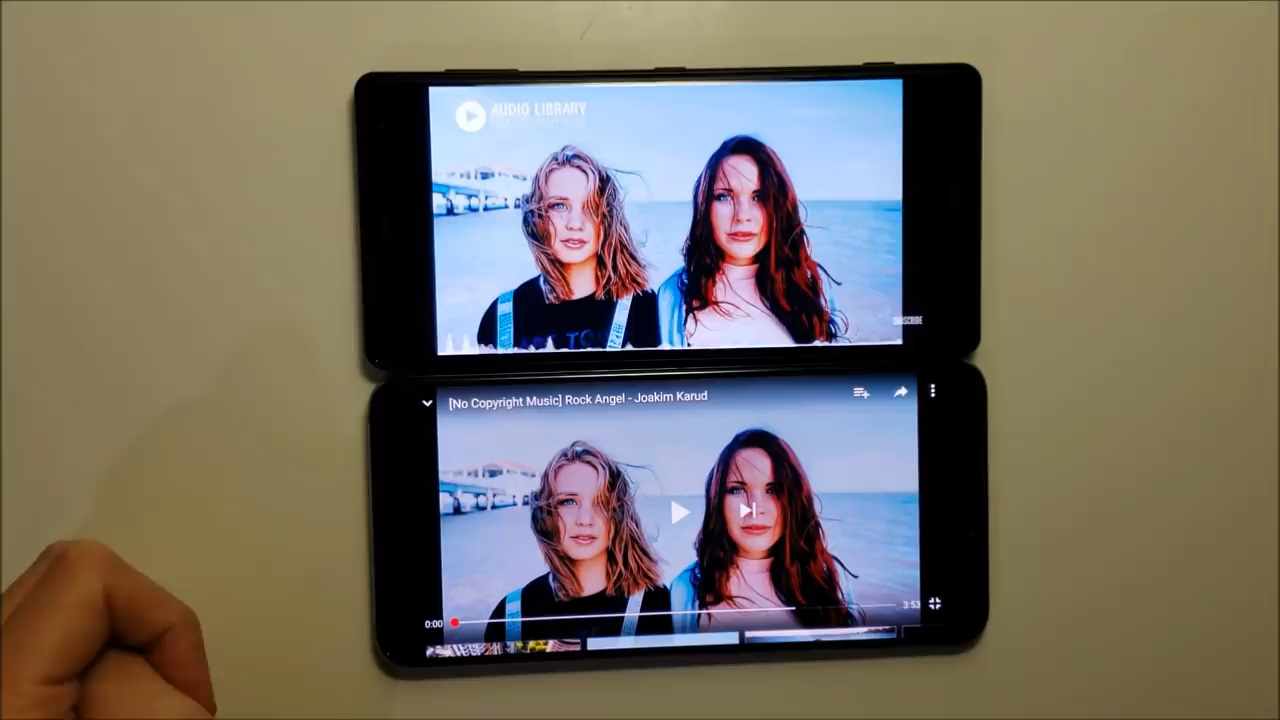 AUDIO LIBRARY
SUBSCRIBE
[No Copyright Music] Rock Angel - Joakim Karud
0:00
3:53